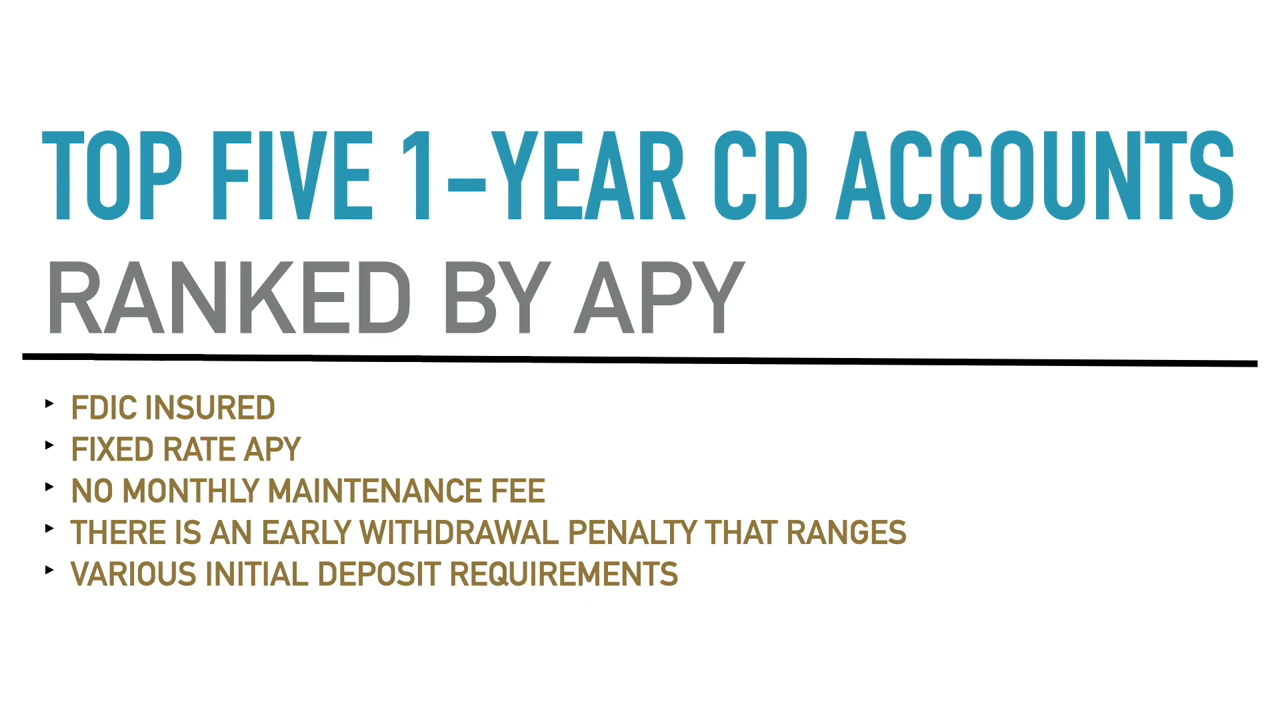 TOP FIVE 1-YEAR CD ACCOUNTS
RANKED BY APY
‣ FDIC INSURED
‣ FIXED RATE APY
‣ NO MONTHLY MAINTENANCE FEE
‣ THERE IS AN EARLY WITHDRAWAL PENALTY THAT RANGES
‣ VARIOUS INITIAL DEPOSIT REQUIREMENTS